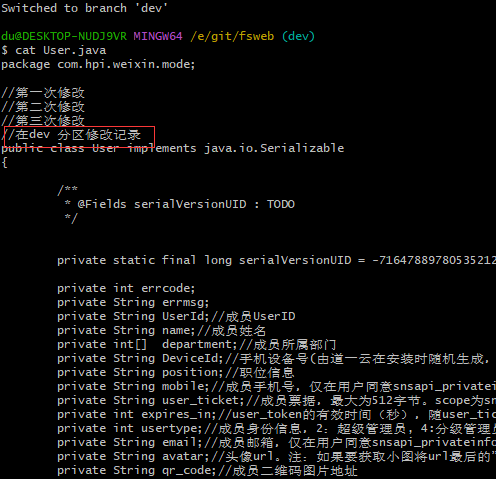 Switched to branch 'dev'
du@DESKTOP-NUDJ9VR MINGW64 /e/git/fsweb (dev)
$ cat User.java
package com.hpi.weixin.mode;
//第一次修改
//第二次修改
//第三次修改
//在dev 分区修改记录
public class User implements java.io.Serializable
{
/**
* @Fields serialVersionUID : TODO
*/
private static final long serialVersionUID = -71647889780535212
private int errcode;
private String errmsg;
private String UserId;//成员UserID
private String name;//成员姓名
private int[] department;//成员所属部门
private String DeviceId;//手机设备号(由道一云在安装时随机生成，
private String position;//职位信息
private String mobile;//成员手机号，仅在用户同意snsapi_privatei
private String user_ticket;//成员票据，最大为512字节。scope为sn
private int expires_in;//user_token的有效时间（秒），随user_tic
private int usertype;//成员身份信息，2：超级管理员，4:分级管理员
private String email;//成员邮箱，仅在用户同意snsapi_privateinfo
private String avatar;//头像url。注：如果要获取小图将url最后的”
private String qr_code;//成员二维码图片地址